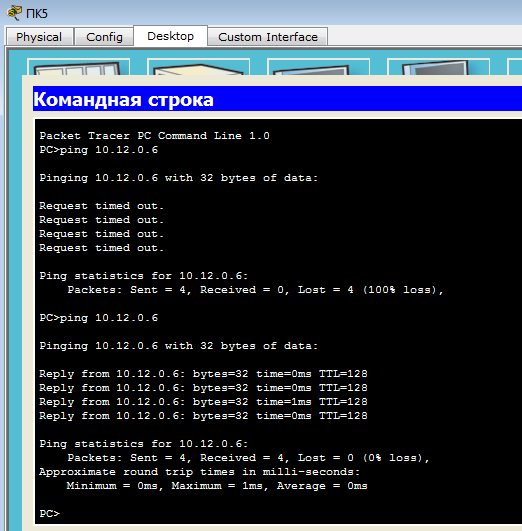 ПК5
Physical Config Desktop Custom Interface
Командная строка
Packet Tracer PC Command Line 1.0
PC>ping 10.12.0.6
Pinging 10.12.0.6 with 32 bytes of data:
Request timed out.
Request timed out.
Request timed out.
Request timed out.
Ping statistics for 10.12.0.6:
Packets: Sent = 4, Received = 0, Lost = 4 (100% loss),
PC>ping 10.12.0.6
Pinging 10.12.0.6 with 32 bytes of data:
Reply from 10.12.0.6: bytes=32 time=0ms TTL=128
Reply from 10.12.0.6: bytes=32 time=0ms TTL=128
Reply from 10.12.0.6: bytes=32 time=1ms TTL=128
Reply from 10.12.0.6: bytes=32 time=0ms TTL=128
Ping statistics for 10.12.0.6:
Packets: Sent = 4, Received = 4, Lost = 0 (0% loss),
Approximate round trip times in milli-seconds:
Minimum = 0ms, Maximum = 1ms, Average = 0ms
PC>